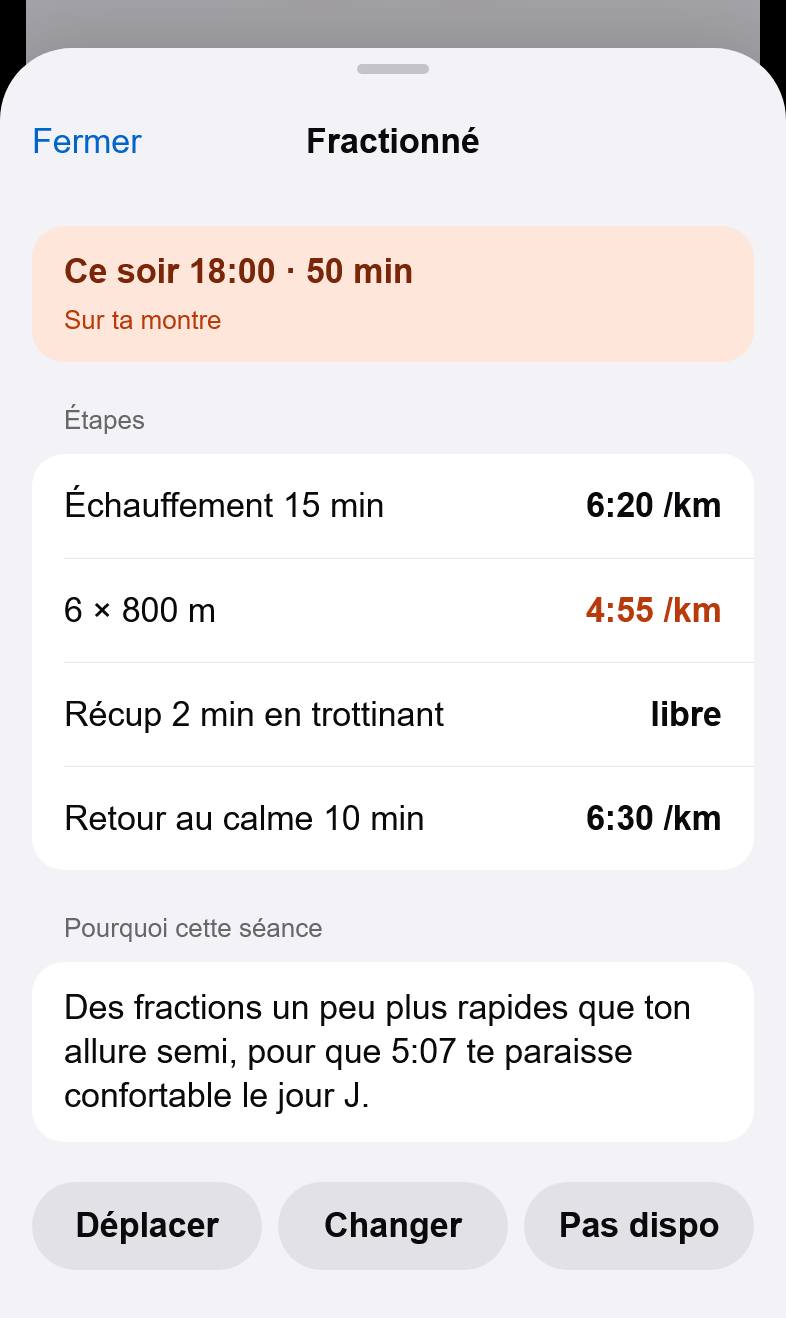 Fermer
Fractionné
Ce soir 18:00 · 50 min
Sur ta montre
Étapes
Échauffement 15 min 6:20 /km
6 × 800 m 4:55 /km
Récup 2 min en trottinant libre
Retour au calme 10 min 6:30 /km
Pourquoi cette séance
Des fractions un peu plus rapides que ton
allure semi, pour que 5:07 te paraisse
confortable le jour J.
Déplacer Changer Pas dispo